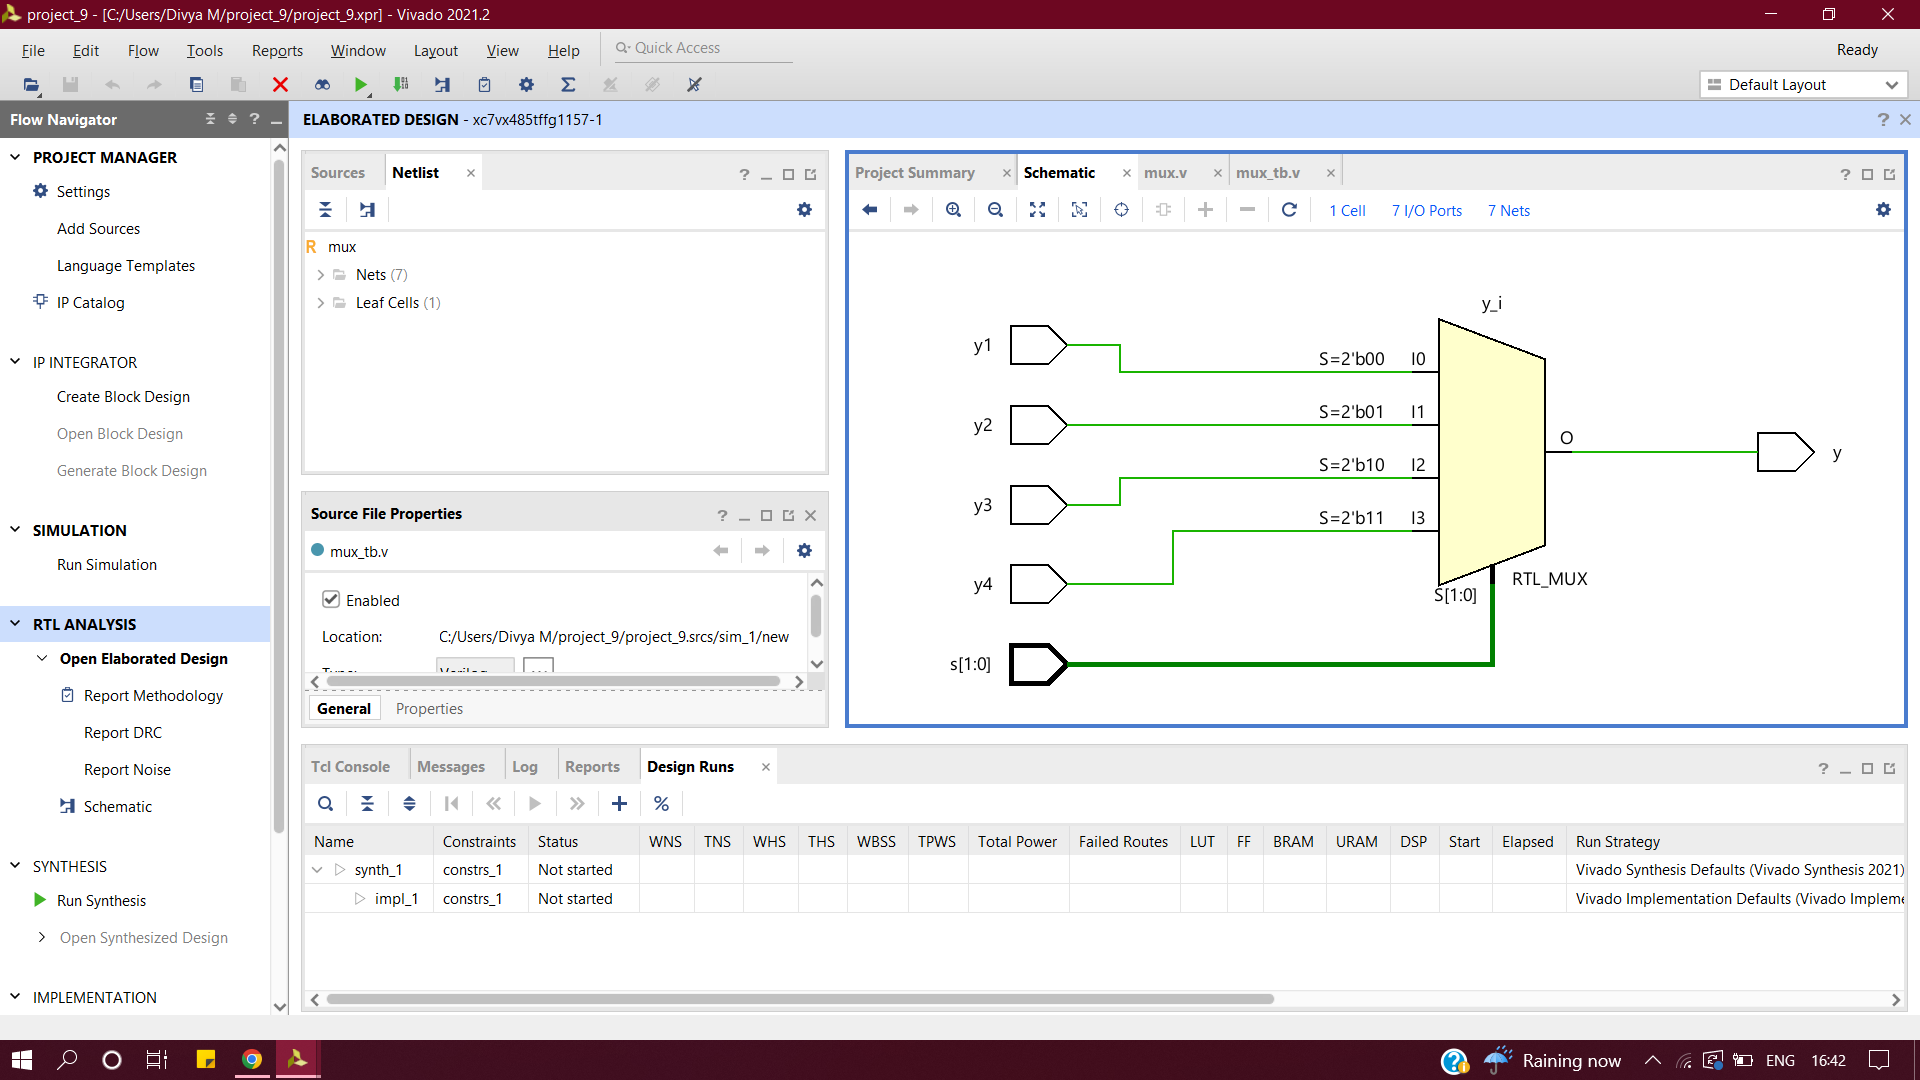 project_9 - [C:/Users/Divya M/project_9/project_9.xpr] - Vivado 2021.2
File Edit Flow Tools Reports Window Layout View Help Quick Access Ready
Default Layout
Flow Navigator
PROJECT MANAGER
Settings
Add Sources
Language Templates
IP Catalog
IP INTEGRATOR
Create Block Design
Open Block Design
Generate Block Design
SIMULATION
Run Simulation
RTL ANALYSIS
Open Elaborated Design
Report Methodology
Report DRC
Report Noise
Schematic
SYNTHESIS
Run Synthesis
Open Synthesized Design
IMPLEMENTATION
ELABORATED DESIGN - xc7vx485tffg1157-1
Sources Netlist
R mux
Nets (7)
Leaf Cells (1)
Source File Properties
mux_tb.v
Enabled
Location: C:/Users/Divya M/project_9/project_9.srcs/sim_1/new
Type: Verilog
General Properties
Project Summary Schematic mux.v mux_tb.v
1 Cell 7 I/O Ports 7 Nets
y_i
y1 S=2'b00 I0
y2 S=2'b01 I1
O
y
y3 S=2'b10 I2
y4 S=2'b11 I3
RTL_MUX
S[1:0]
s[1:0]
Tcl Console Messages Log Reports Design Runs
Name Constraints Status WNS TNS WHS THS WBSS TPWS Total Power Failed Routes LUT FF BRAM URAM DSP Start Elapsed Run Strategy
synth_1 constrs_1 Not started Vivado Synthesis Defaults (Vivado Synthesis 2021)
impl_1 constrs_1 Not started Vivado Implementation Defaults (Vivado Impleme
Raining now ENG 16:42